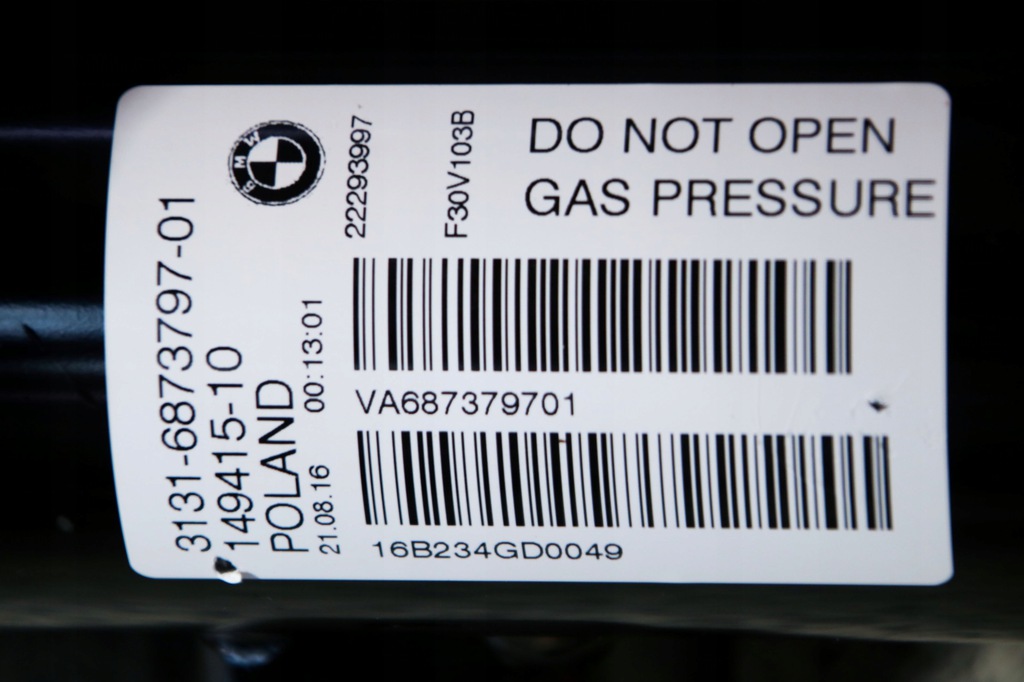 3131-6873797-01
149415-10
POLAND
21.08.16 00:13:01
BMW
22293997
F30V103B
DO NOT OPEN
GAS PRESSURE
VA687379701
16B234GD0049